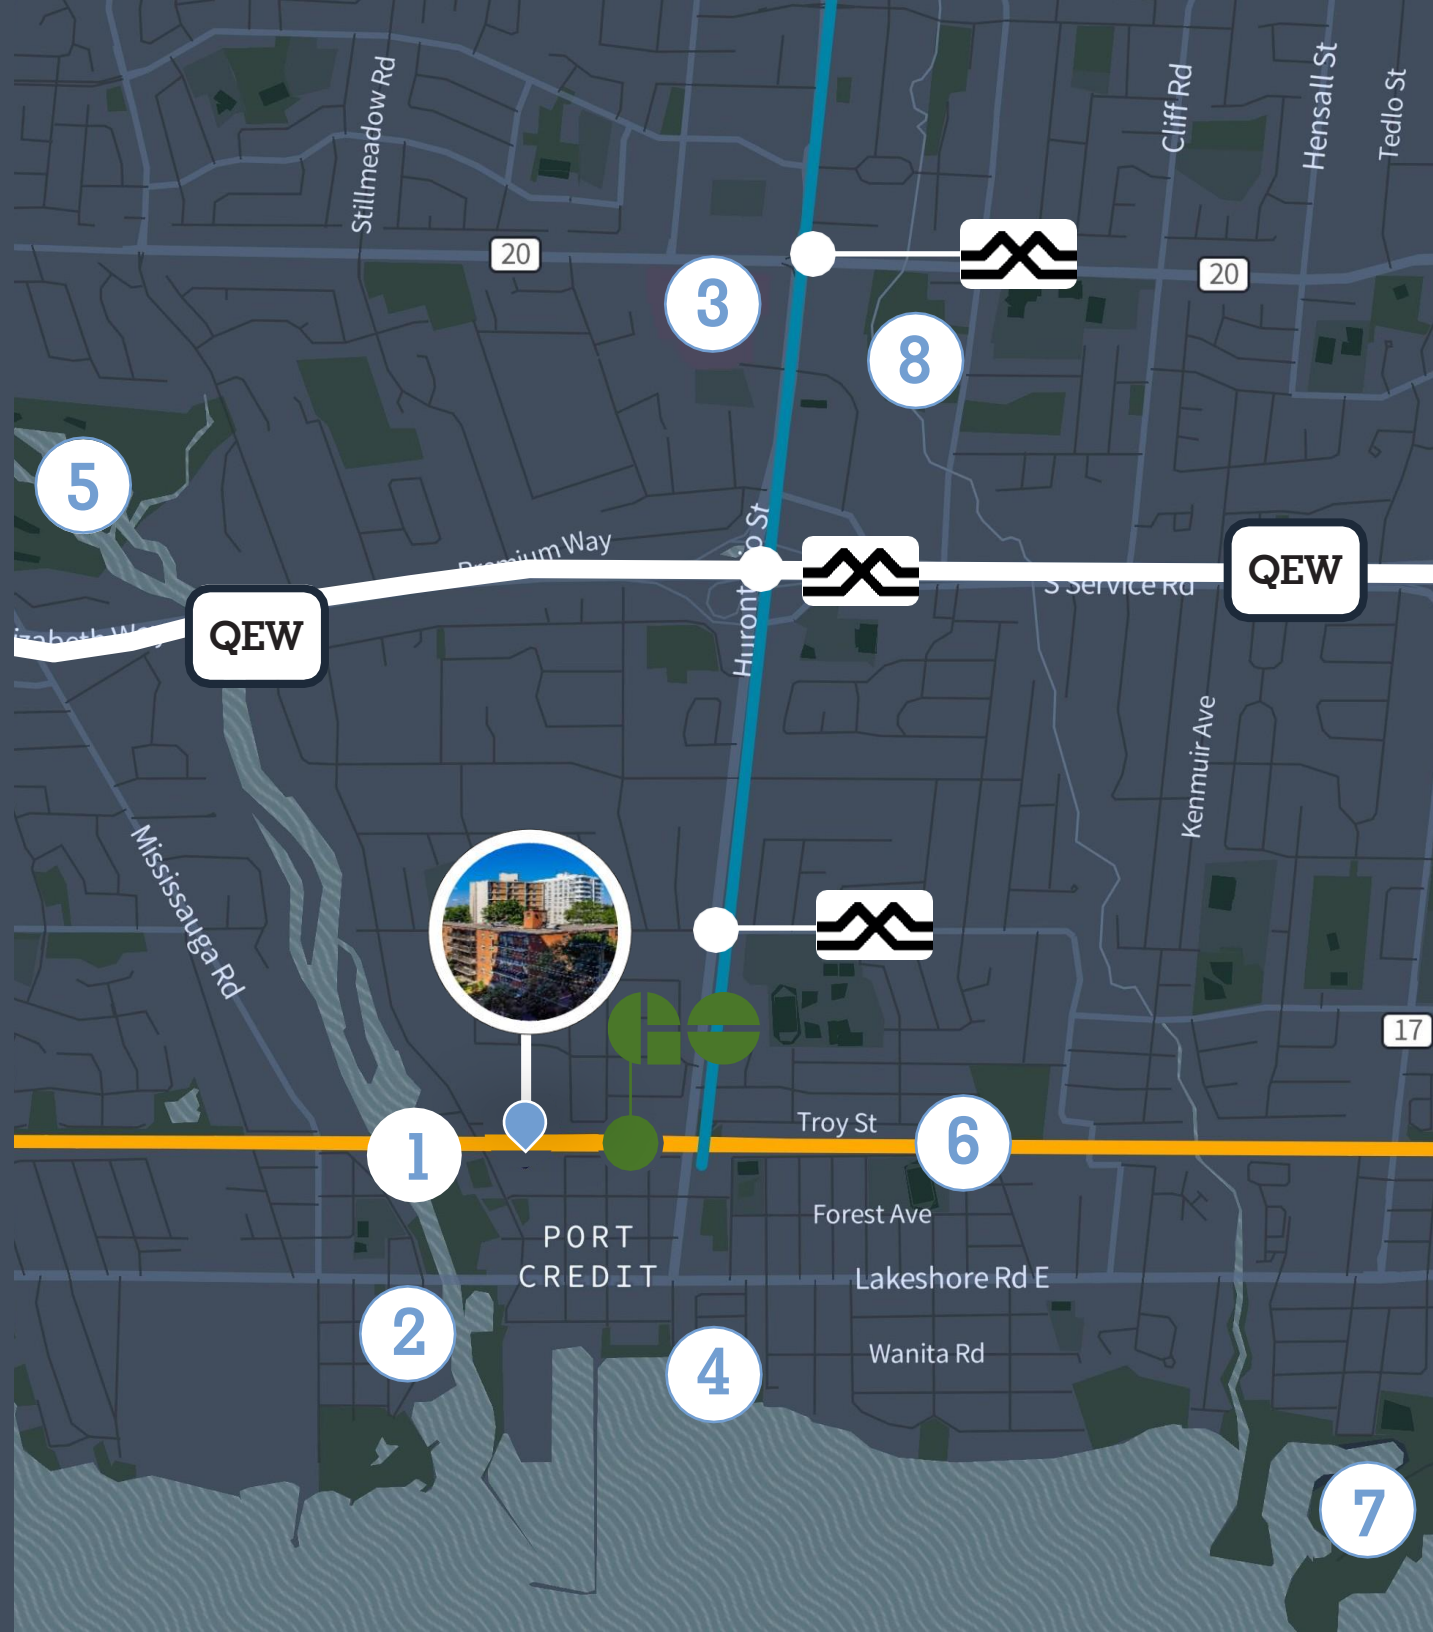 Stillmeadow Rd
Cliff Rd
Hensall St
Tedlo St
20
20
3
8
5
Premium Way
QEW
S Service Rd
QEW
Kenmuir Ave
Mississauga Rd
17
Troy St
1
6
Forest Ave
PORT
CREDIT
Lakeshore Rd E
2
Wanita Rd
4
7